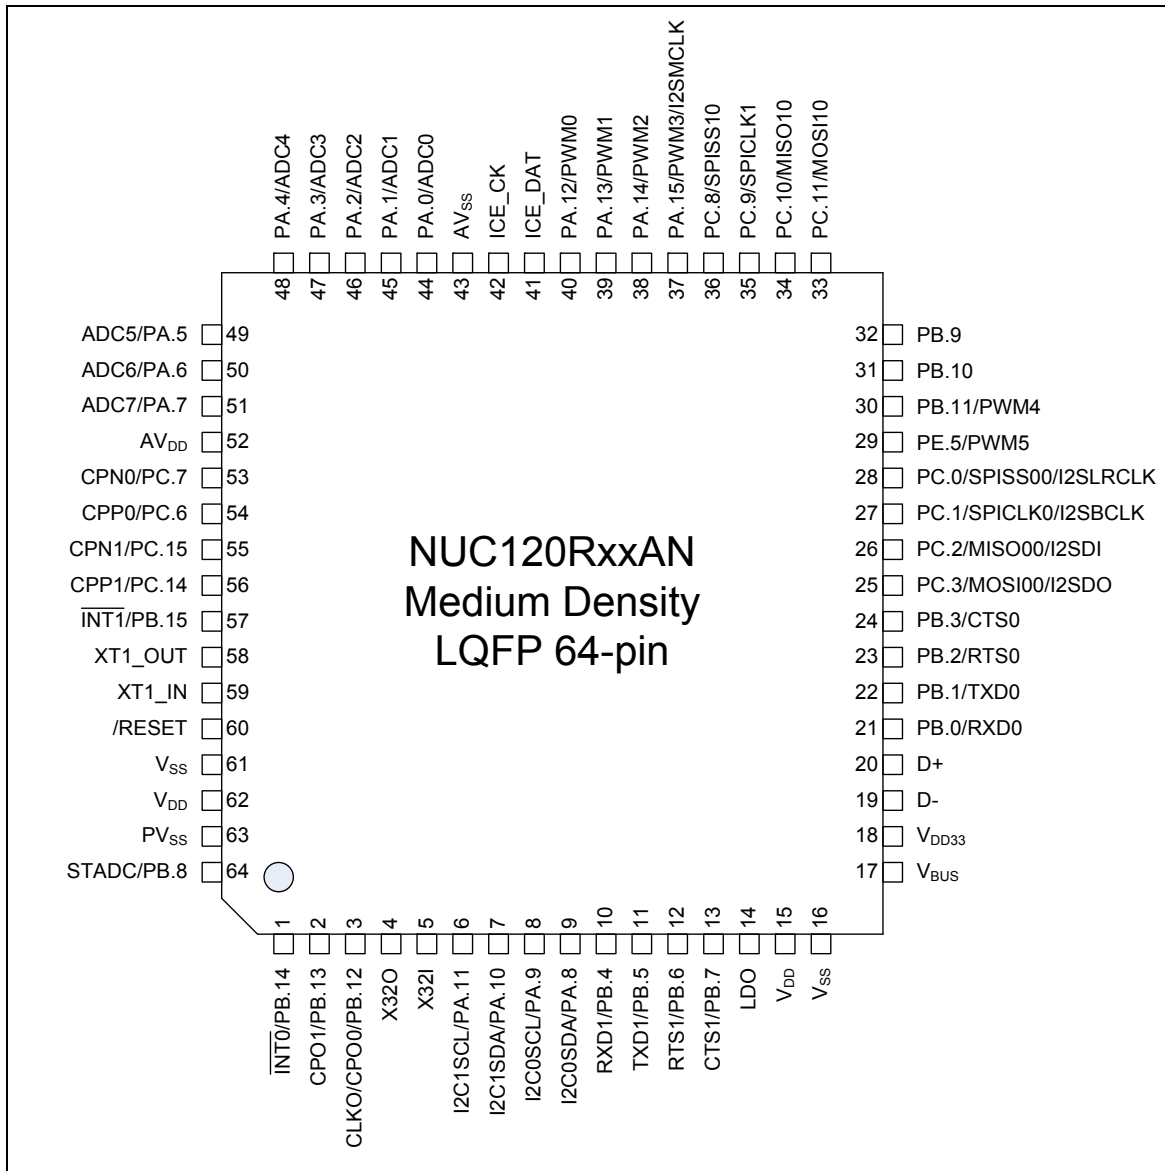 PA.4/ADC4
PA.3/ADC3
PA.2/ADC2
PA.1/ADC1
PA.0/ADC0
AVSS
ICE_CK
ICE_DAT
PA.12/PWM0
PA.13/PWM1
PA.14/PWM2
PA.15/PWM3/I2SMCLK
PC.8/SPISS10
PC.9/SPICLK1
PC.10/MISO10
PC.11/MOSI10
48 47 46 45 44 43 42 41 40 39 38 37 36 35 34 33
ADC5/PA.5 49
ADC6/PA.6 50
ADC7/PA.7 51
AVDD 52
CPN0/PC.7 53
CPP0/PC.6 54
CPN1/PC.15 55
CPP1/PC.14 56
INT1/PB.15 57
XT1_OUT 58
XT1_IN 59
/RESET 60
VSS 61
VDD 62
PVSS 63
STADC/PB.8 64
NUC120RxxAN
Medium Density
LQFP 64-pin
32 PB.9
31 PB.10
30 PB.11/PWM4
29 PE.5/PWM5
28 PC.0/SPISS00/I2SLRCLK
27 PC.1/SPICLK0/I2SBCLK
26 PC.2/MISO00/I2SDI
25 PC.3/MOSI00/I2SDO
24 PB.3/CTS0
23 PB.2/RTS0
22 PB.1/TXD0
21 PB.0/RXD0
20 D+
19 D-
18 VDD33
17 VBUS
1 2 3 4 5 6 7 8 9 10 11 12 13 14 15 16
INT0/PB.14
CPO1/PB.13
CLKO/CPO0/PB.12
X32O
X32I
I2C1SCL/PA.11
I2C1SDA/PA.10
I2C0SCL/PA.9
I2C0SDA/PA.8
RXD1/PB.4
TXD1/PB.5
RTS1/PB.6
CTS1/PB.7
LDO
VDD
VSS